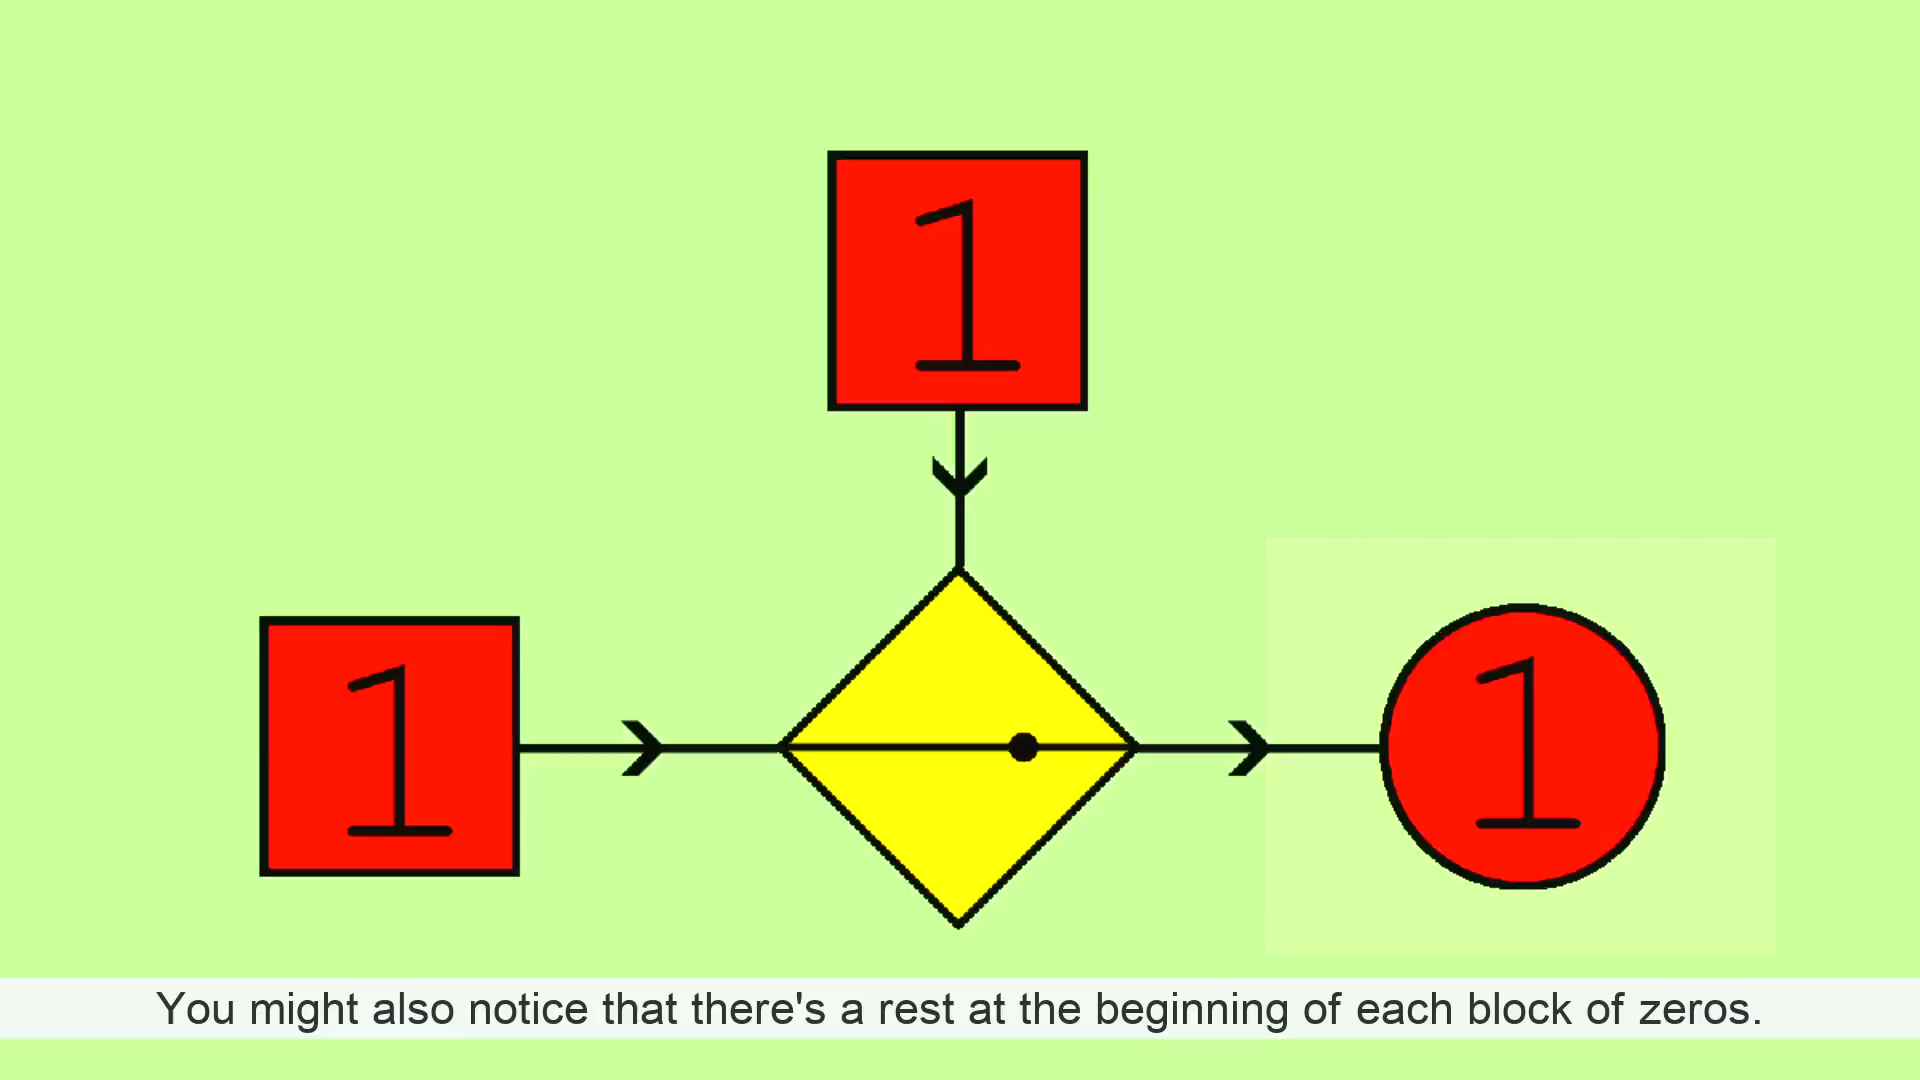 1
1
1
You might also notice that there's a rest at the beginning of each block of zeros.